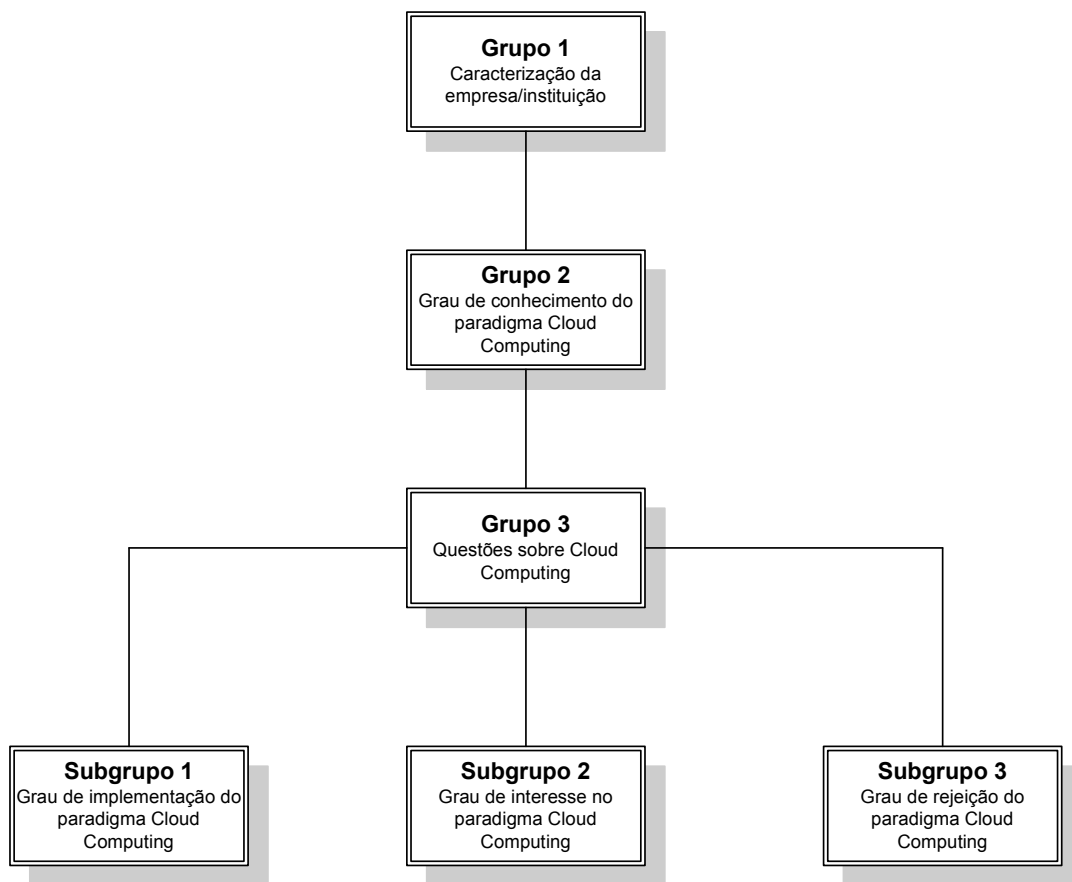 Grupo 1
Caracterização da
empresa/instituição
Grupo 2
Grau de conhecimento do
paradigma Cloud
Computing
Grupo 3
Questões sobre Cloud
Computing
Subgrupo 1
Grau de implementação do
paradigma Cloud
Computing
Subgrupo 2
Grau de interesse no
paradigma Cloud
Computing
Subgrupo 3
Grau de rejeição do
paradigma Cloud
Computing